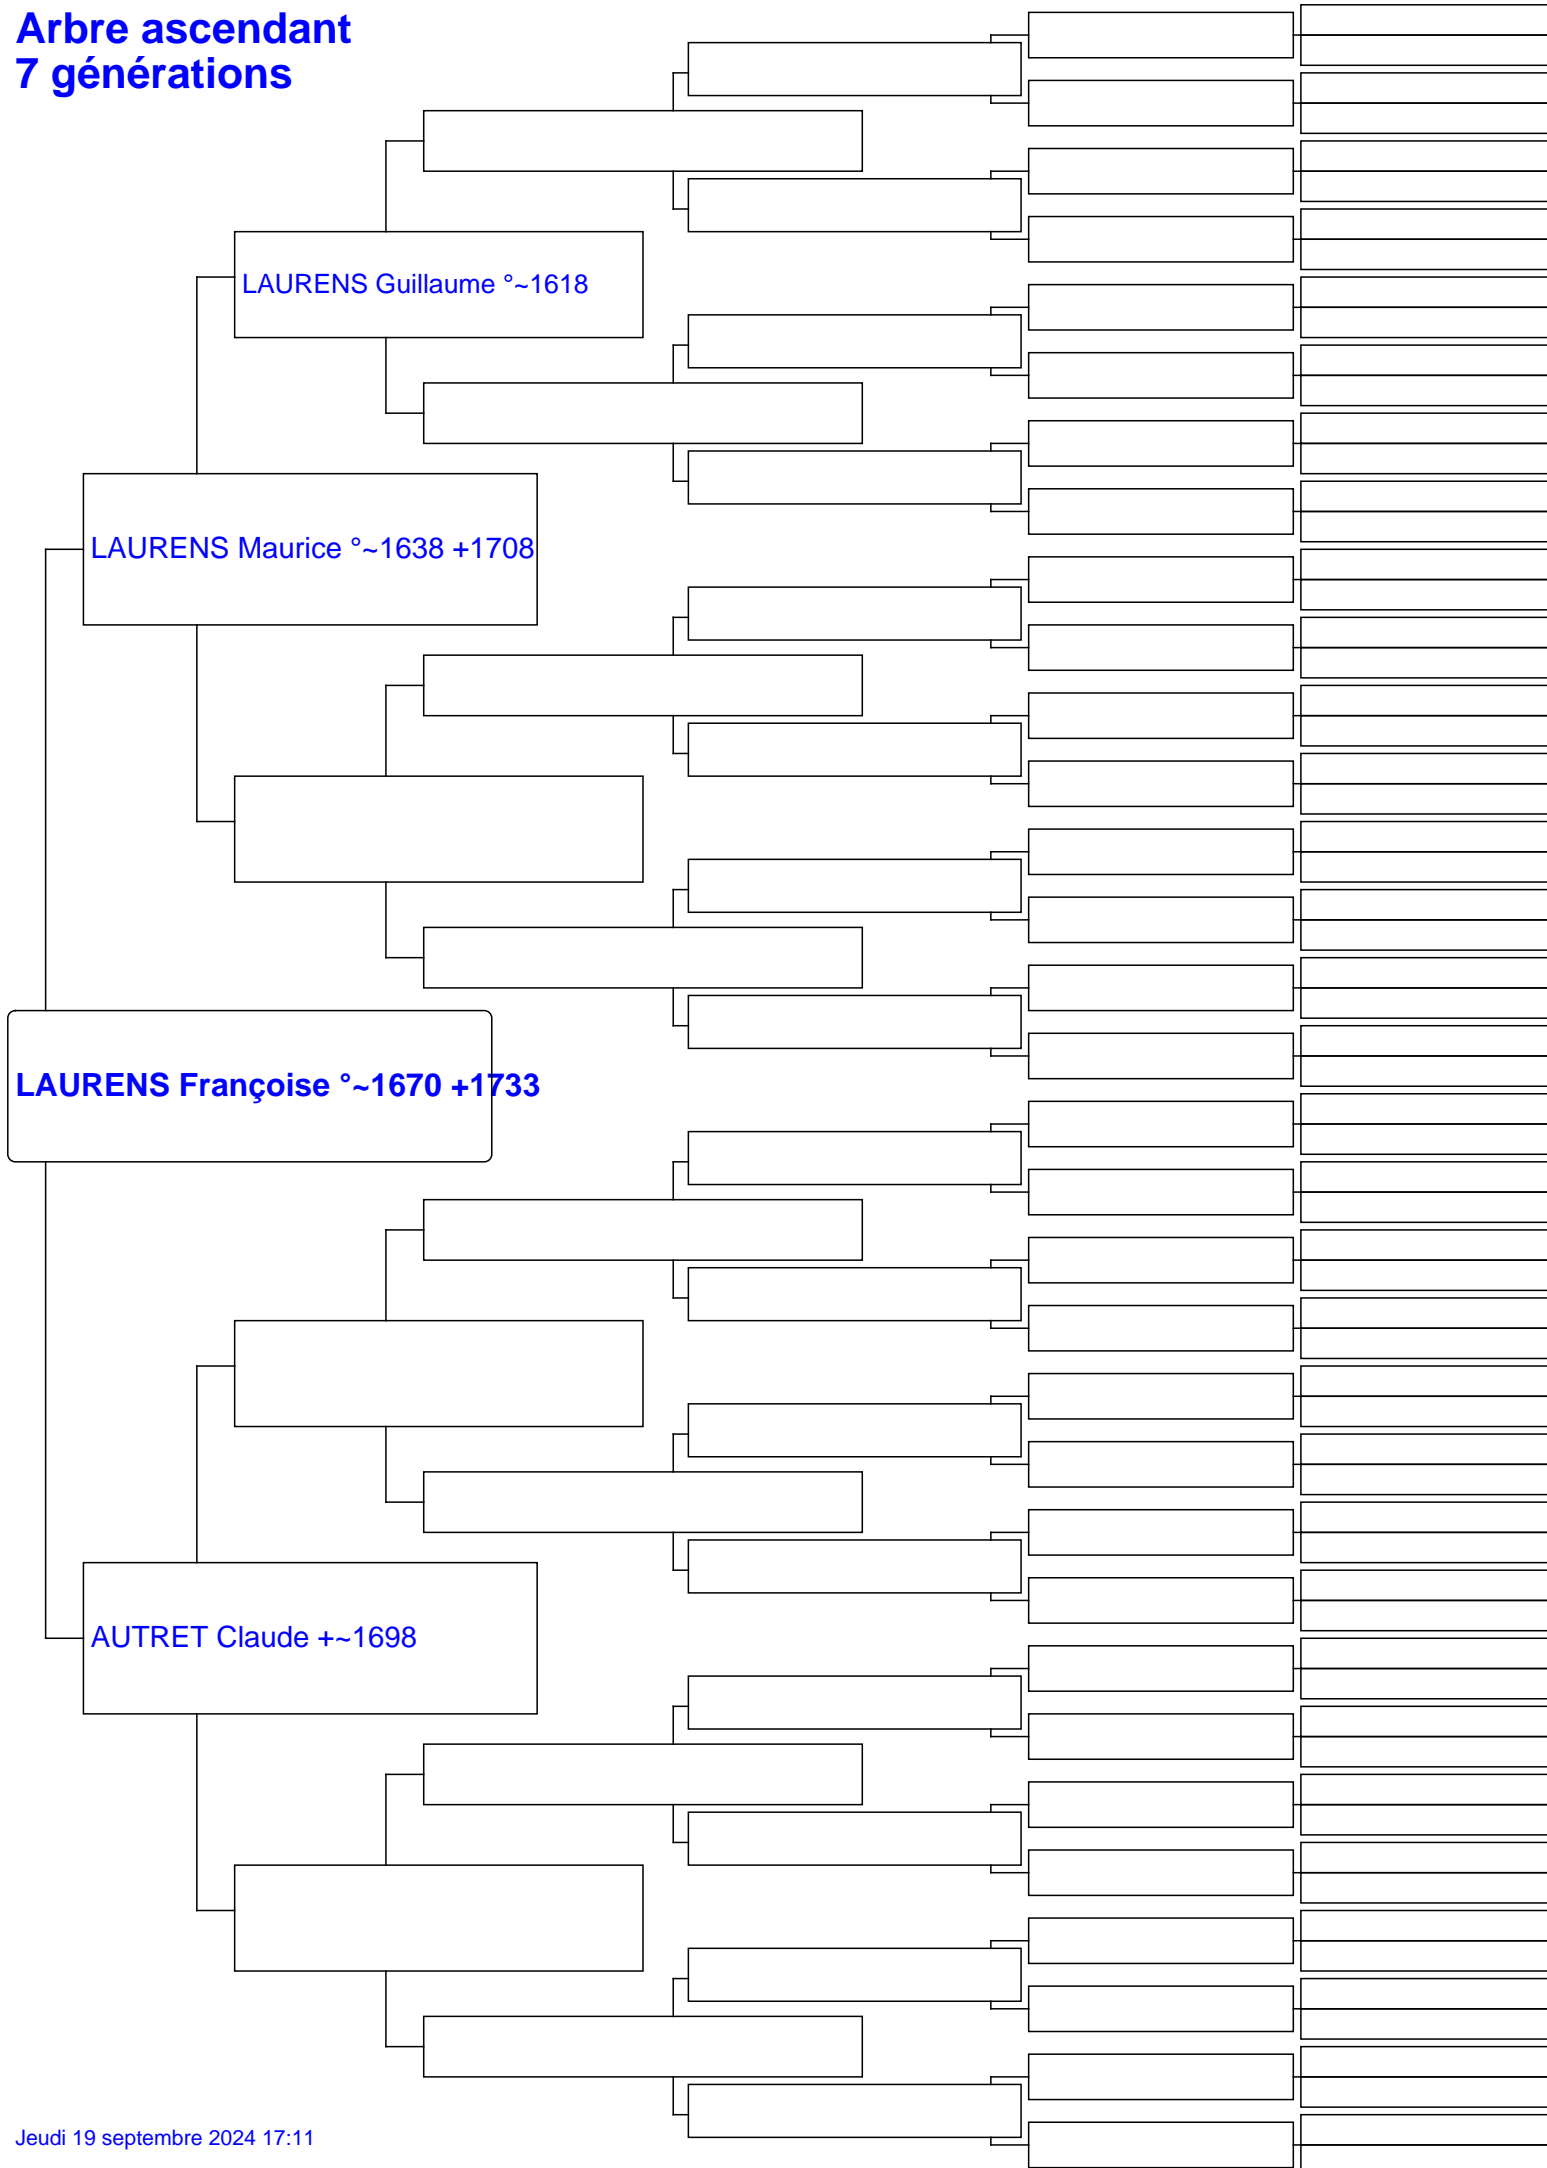 Arbre ascendant
7 générations
LAURENS Guillaume °~1618
LAURENS Maurice °~1638 +1708
LAURENS Françoise °~1670 +1733
AUTRET Claude +~1698
Jeudi 19 septembre 2024 17:11